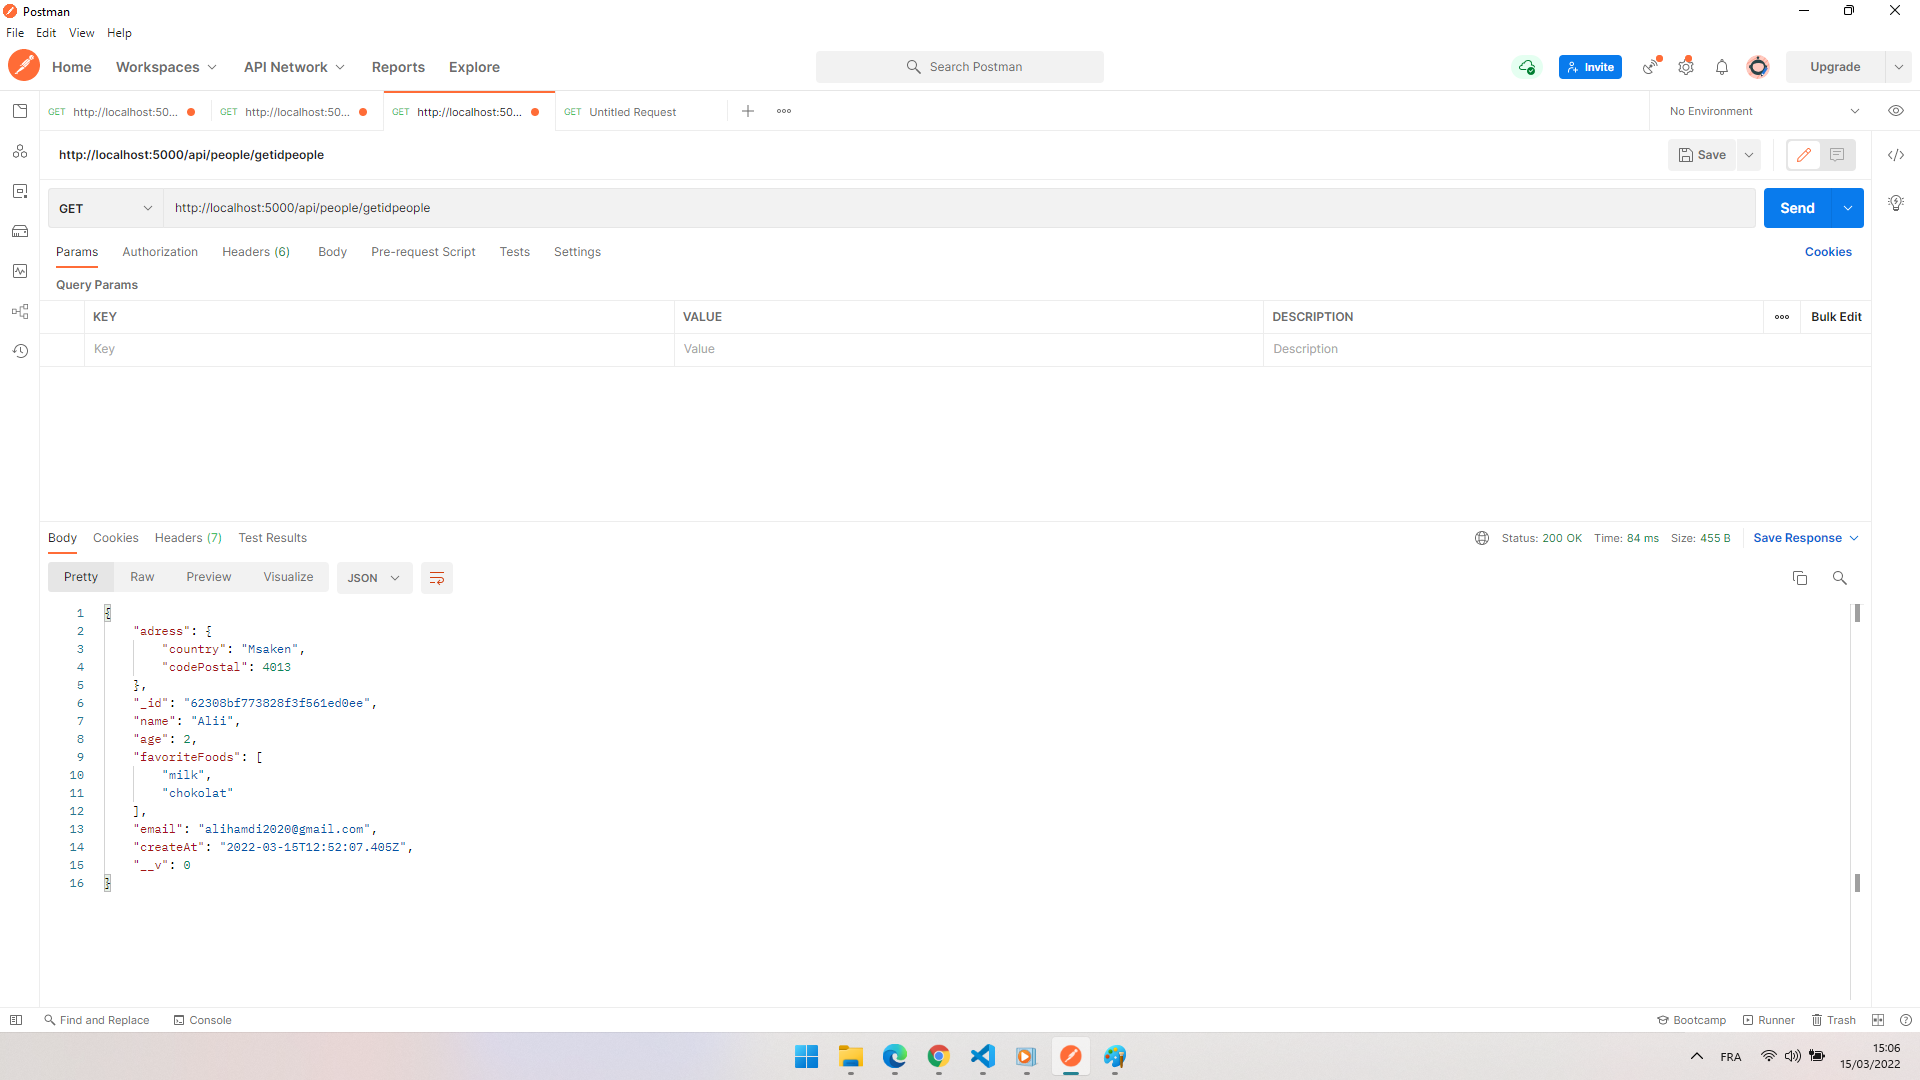 Postman
File Edit View Help
Home Workspaces API Network Reports Explore Search Postman Invite Upgrade
GET http://localhost:50... GET http://localhost:50... GET http://localhost:50... GET Untitled Request No Environment
http://localhost:5000/api/people/getidpeople Save
GET http://localhost:5000/api/people/getidpeople Send
Params Authorization Headers (6) Body Pre-request Script Tests Settings Cookies
Query Params
KEY VALUE DESCRIPTION Bulk Edit
Key Value Description
Body Cookies Headers (7) Test Results Status: 200 OK Time: 84 ms Size: 455 B Save Response
Pretty Raw Preview Visualize JSON
1 {
2 "adress": {
3 "country": "Msaken",
4 "codePostal": 4013
5 },
6 "_id": "62308bf773828f3f561ed0ee",
7 "name": "Alii",
8 "age": 2,
9 "favoriteFoods": [
10 "milk",
11 "chokolat"
12 ],
13 "email": "alihamdi2020@gmail.com",
14 "createAt": "2022-03-15T12:52:07.405Z",
15 "__v": 0
16 }
Find and Replace Console Bootcamp Runner Trash
FRA 15:06
15/03/2022